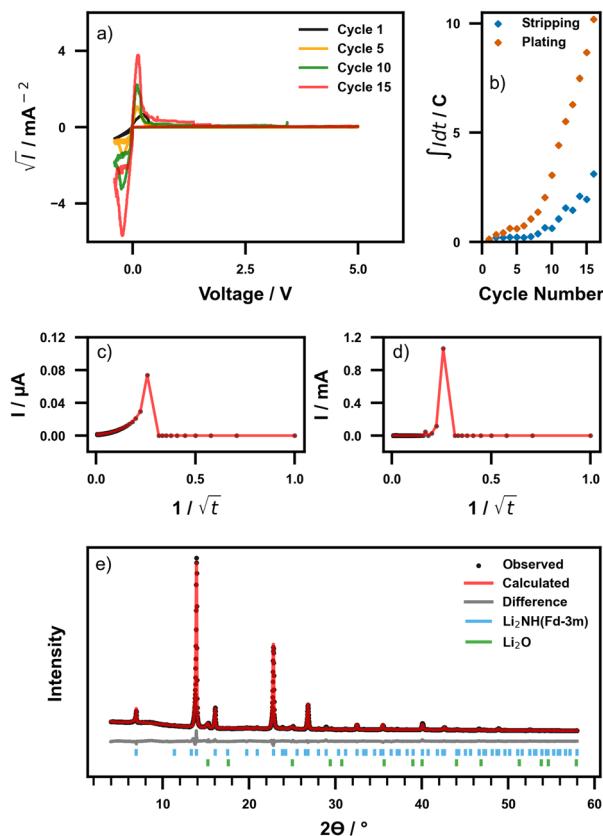 a)
Cycle 1
Cycle 5
Cycle 10
Cycle 15
4
0
−4
√I / mA⁻²
0.0 2.5 5.0
Voltage / V
Stripping
Plating
b)
10
5
0
∫Idt / C
0 5 10 15
Cycle Number
c)
0.12
0.08
0.04
0.00
I / µA
0.0 0.5 1.0
1 / √t
d)
1.2
0.8
0.4
0.0
I / mA
0.0 0.5 1.0
1 / √t
e)
Observed
Calculated
Difference
Li₂NH(Fd-3m)
Li₂O
Intensity
10 20 30 40 50 60
2Θ / °